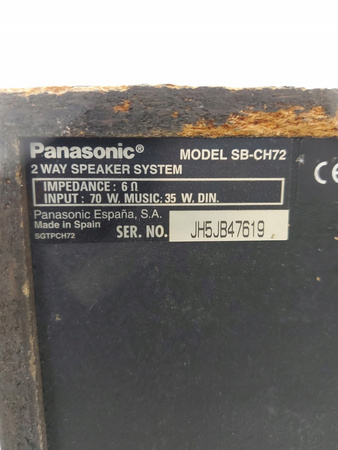 Panasonic® MODEL SB-CH72
2 WAY SPEAKER SYSTEM
IMPEDANCE : 6 Ω
INPUT : 70 W. MUSIC: 35 W. DIN.
Panasonic España, S.A.
Made in Spain
SGTPCH72
SER. NO. JH5JB47619
CE